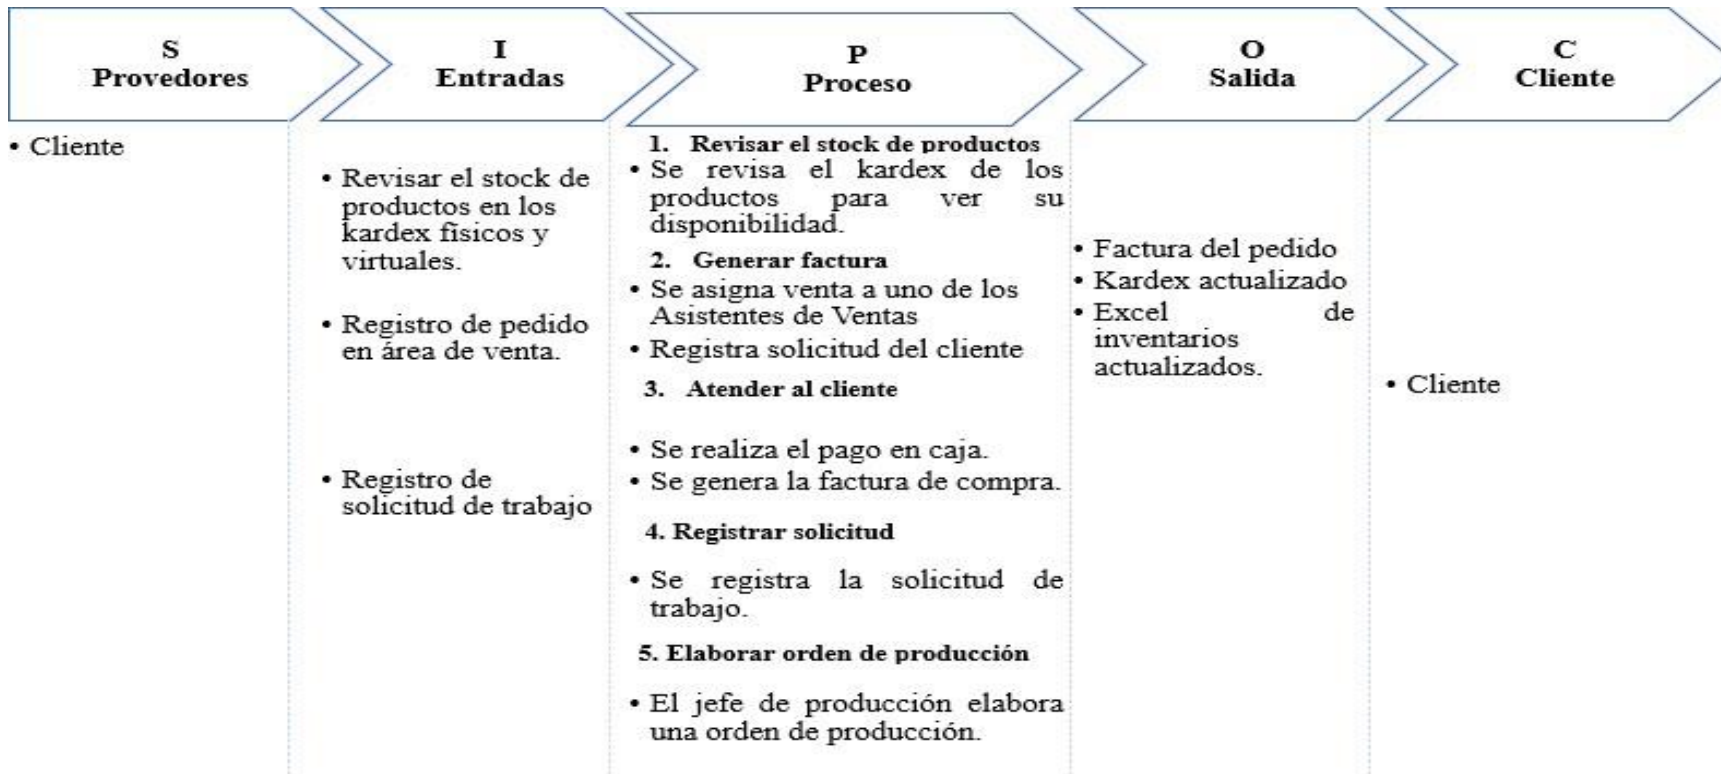 S
Provedores
I
Entradas
P
Proceso
O
Salida
C
Cliente
• Cliente
• Revisar el stock de
productos en los
kardex físicos y
virtuales.
• Registro de pedido
en área de venta.
• Registro de
solicitud de trabajo
1. Revisar el stock de productos
• Se revisa el kardex de los
productos para ver su
disponibilidad.
2. Generar factura
• Se asigna venta a uno de los
Asistentes de Ventas
• Registra solicitud del cliente
3. Atender al cliente
• Se realiza el pago en caja.
• Se genera la factura de compra.
4. Registrar solicitud
• Se registra la solicitud de
trabajo.
5. Elaborar orden de producción
• El jefe de producción elabora
una orden de producción.
• Factura del pedido
• Kardex actualizado
• Excel de
inventarios
actualizados.
• Cliente